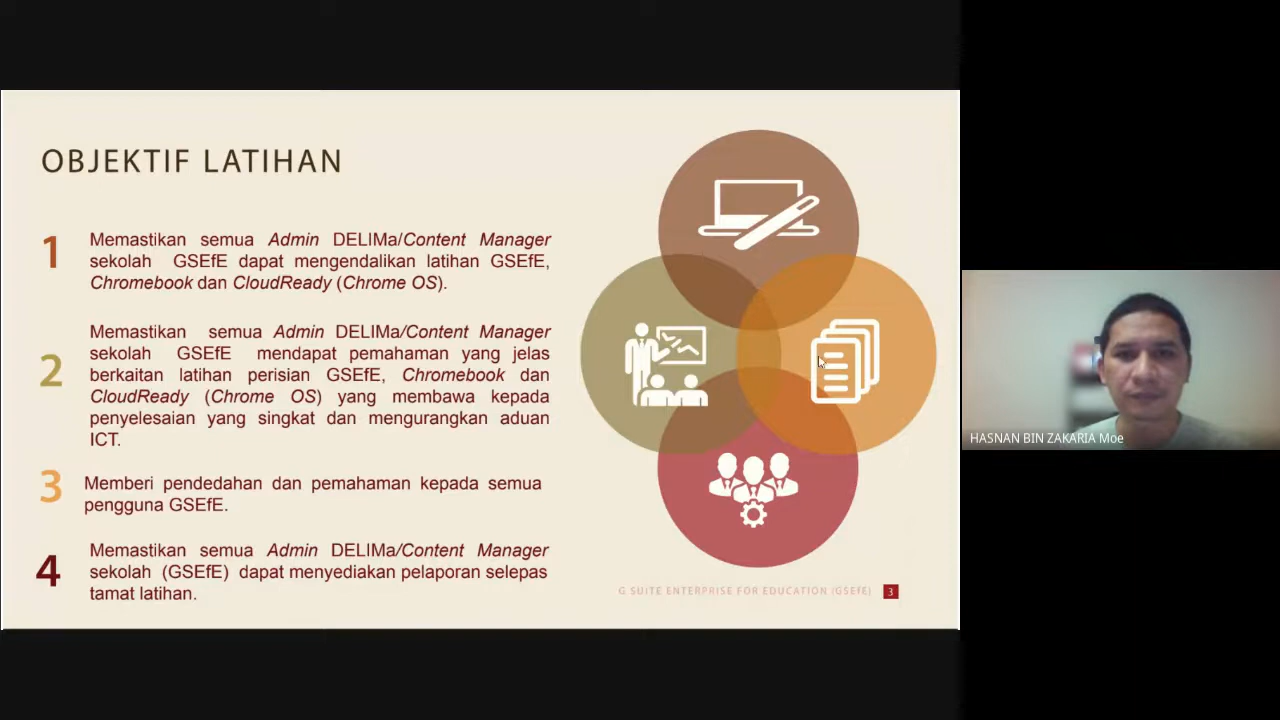 OBJEKTIF LATIHAN
1
Memastikan semua Admin DELIMa/Content Manager
sekolah GSEfE dapat mengendalikan latihan GSEfE,
Chromebook dan CloudReady (Chrome OS).
2
Memastikan semua Admin DELIMa/Content Manager
sekolah GSEfE mendapat pemahaman yang jelas
berkaitan latihan perisian GSEfE, Chromebook dan
CloudReady (Chrome OS) yang membawa kepada
penyelesaian yang singkat dan mengurangkan aduan
ICT.
3
Memberi pendedahan dan pemahaman kepada semua
pengguna GSEfE.
4
Memastikan semua Admin DELIMa/Content Manager
sekolah (GSEfE) dapat menyediakan pelaporan selepas
tamat latihan.
G SUITE ENTERPRISE FOR EDUCATION (GSEfE) 3
HASNAN BIN ZAKARIA Moe